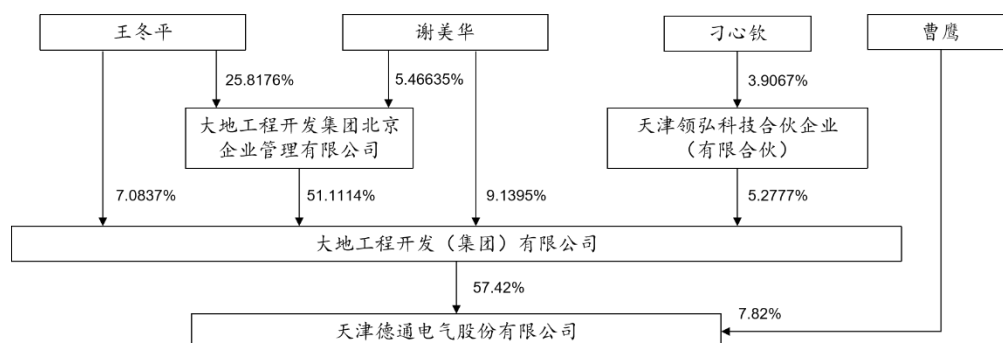 王冬平
谢美华
刁心钦
曹鹰
25.8176%
5.46635%
3.9067%
大地工程开发集团北京
企业管理有限公司
天津领弘科技合伙企业
（有限合伙）
7.0837%
51.1114%
9.1395%
5.2777%
大地工程开发（集团）有限公司
57.42%
7.82%
天津德通电气股份有限公司